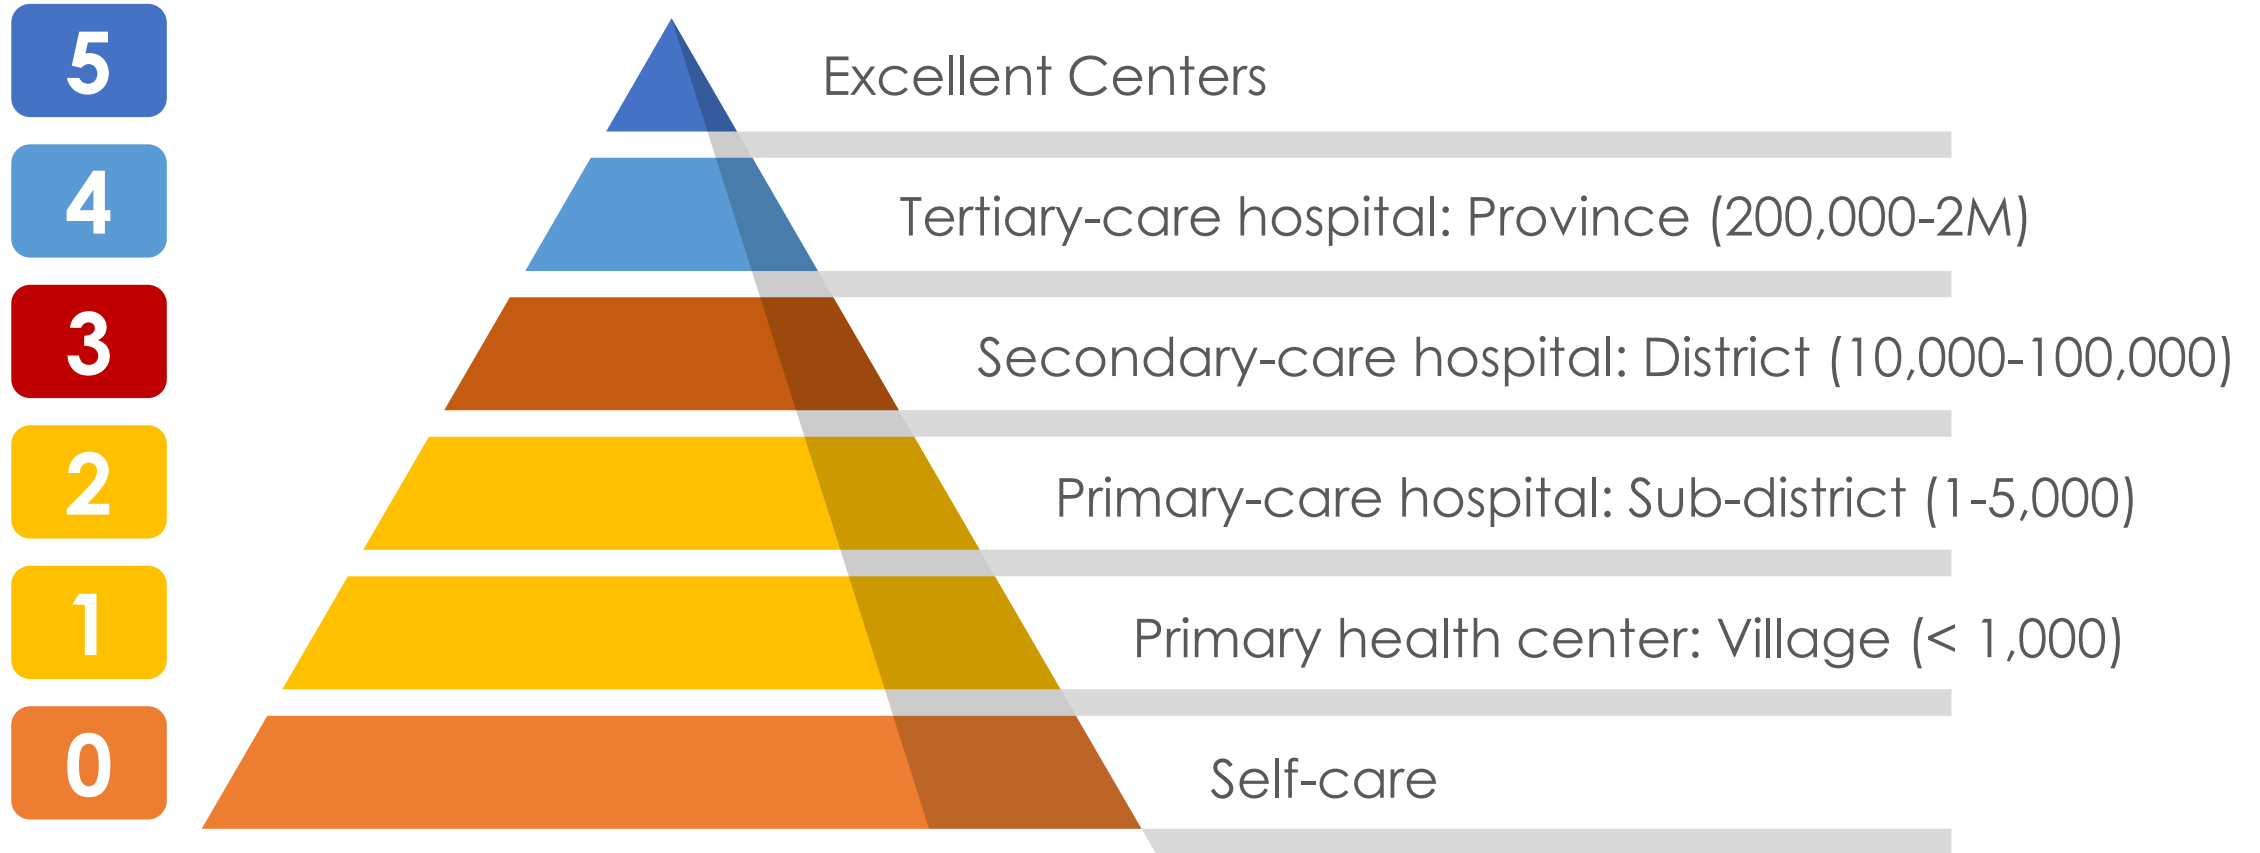 5
Excellent Centers
4
Tertiary-care hospital: Province (200,000-2M)
3
Secondary-care hospital: District (10,000-100,000)
2
Primary-care hospital: Sub-district (1-5,000)
1
Primary health center: Village (< 1,000)
0
Self-care